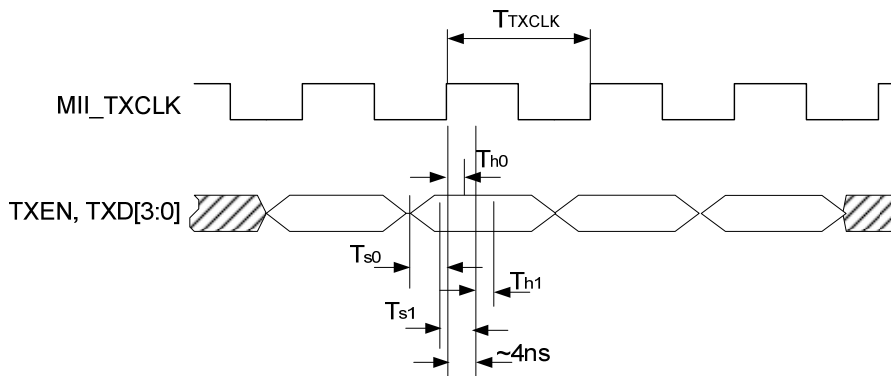 TTXCLK
MII_TXCLK
Th0
TXEN, TXD[3:0]
Ts0
Th1
Ts1
~4ns